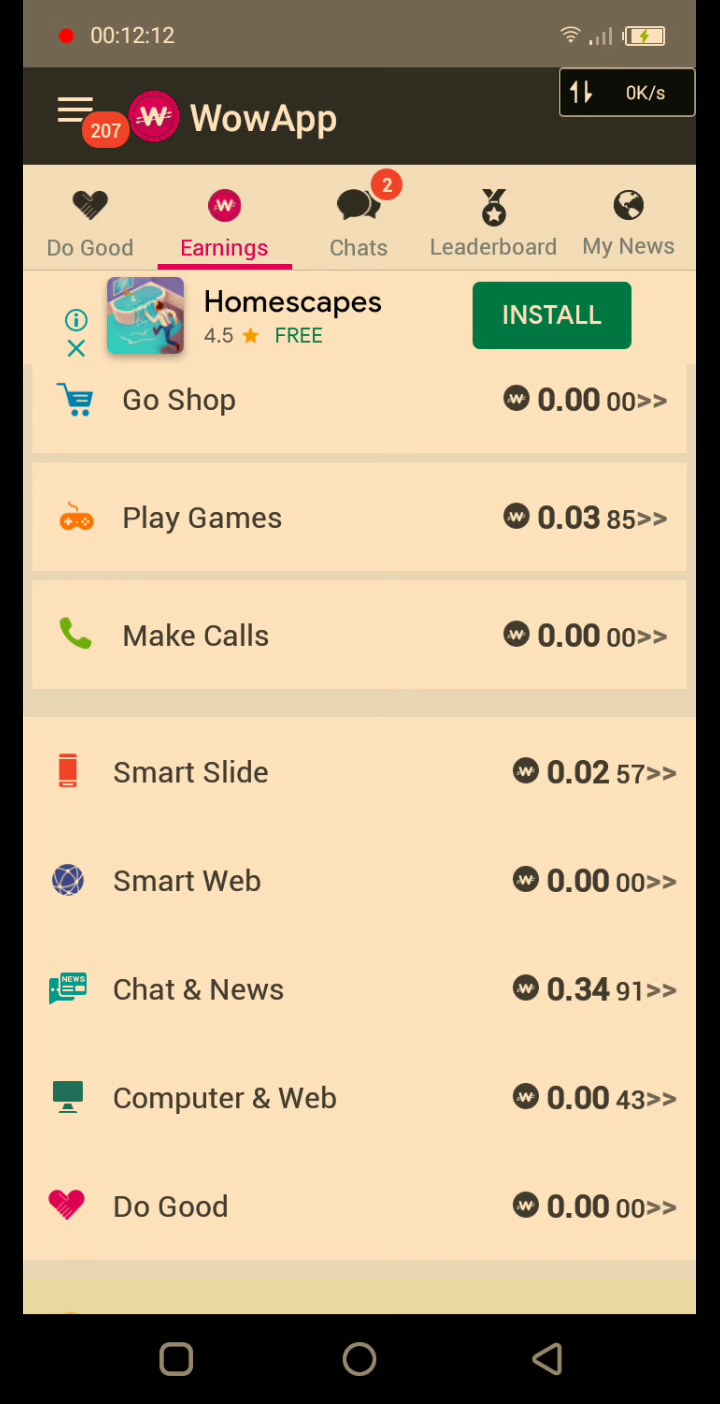 00:12:12
207
WowApp
0K/s
2
Do Good
Earnings
Chats
Leaderboard
My News
Homescapes
4.5 ★ FREE
INSTALL
Go Shop
0.00 00>>
Play Games
0.03 85>>
Make Calls
0.00 00>>
Smart Slide
0.02 57>>
Smart Web
0.00 00>>
NEWS
Chat & News
0.34 91>>
Computer & Web
0.00 43>>
Do Good
0.00 00>>